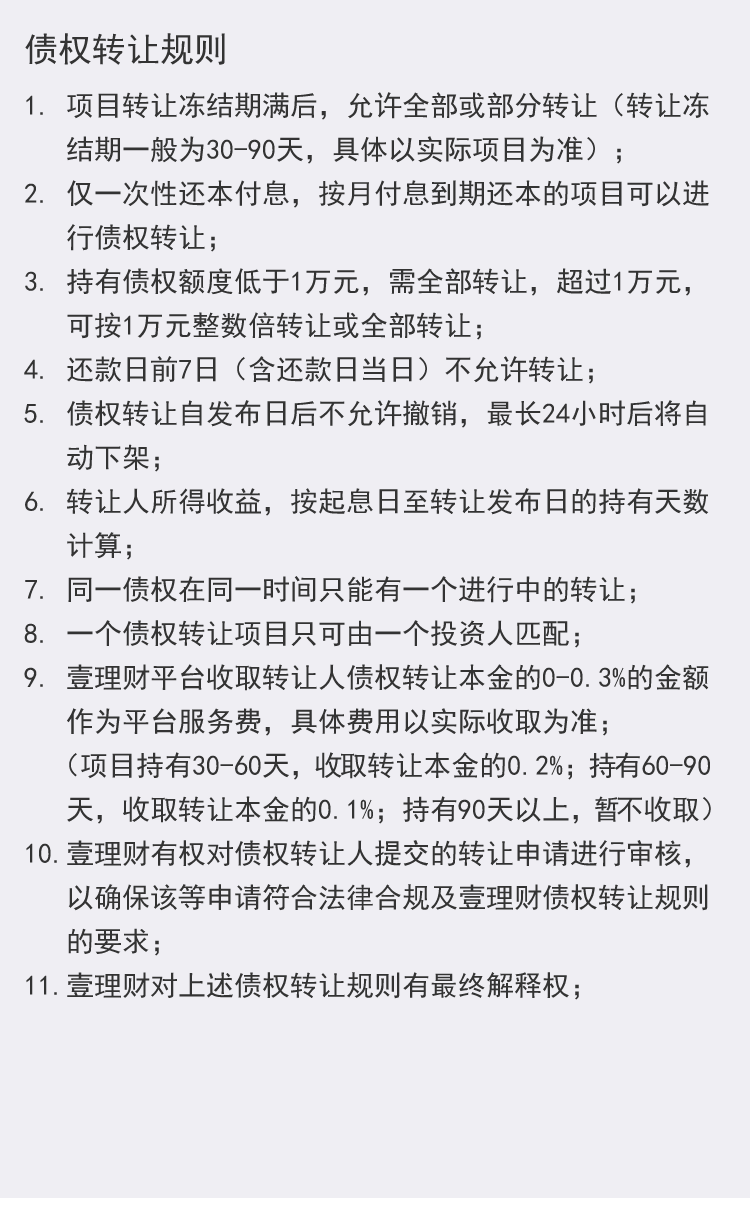 债权转让规则
1. 项目转让冻结期满后，允许全部或部分转让（转让冻
结期一般为30-90天，具体以实际项目为准）；
2. 仅一次性还本付息，按月付息到期还本的项目可以进
行债权转让；
3. 持有债权额度低于1万元，需全部转让，超过1万元，
可按1万元整数倍转让或全部转让；
4. 还款日前7日（含还款日当日）不允许转让；
5. 债权转让自发布日后不允许撤销，最长24小时后将自
动下架；
6. 转让人所得收益，按起息日至转让发布日的持有天数
计算；
7. 同一债权在同一时间只能有一个进行中的转让；
8. 一个债权转让项目只可由一个投资人匹配；
9. 壹理财平台收取转让人债权转让本金的0-0.3%的金额
作为平台服务费，具体费用以实际收取为准；
（项目持有30-60天，收取转让本金的0.2%；持有60-90
天，收取转让本金的0.1%；持有90天以上，暂不收取）
10. 壹理财有权对债权转让人提交的转让申请进行审核，
以确保该等申请符合法律合规及壹理财债权转让规则
的要求；
11. 壹理财对上述债权转让规则有最终解释权；